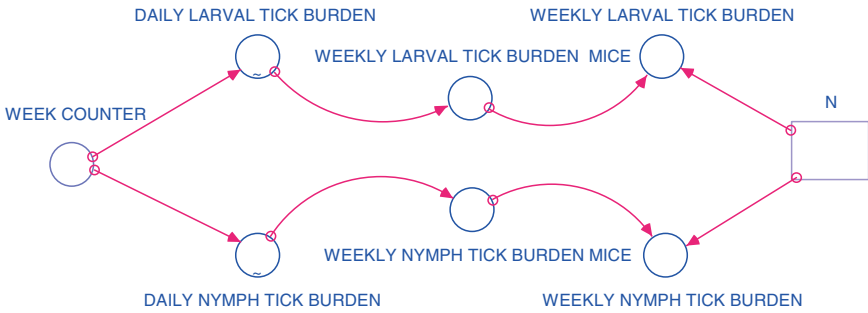 DAILY LARVAL TICK BURDEN
WEEKLY LARVAL TICK BURDEN
WEEKLY LARVAL TICK BURDEN MICE
N
WEEK COUNTER
~
WEEKLY NYMPH TICK BURDEN MICE
~
DAILY NYMPH TICK BURDEN
WEEKLY NYMPH TICK BURDEN